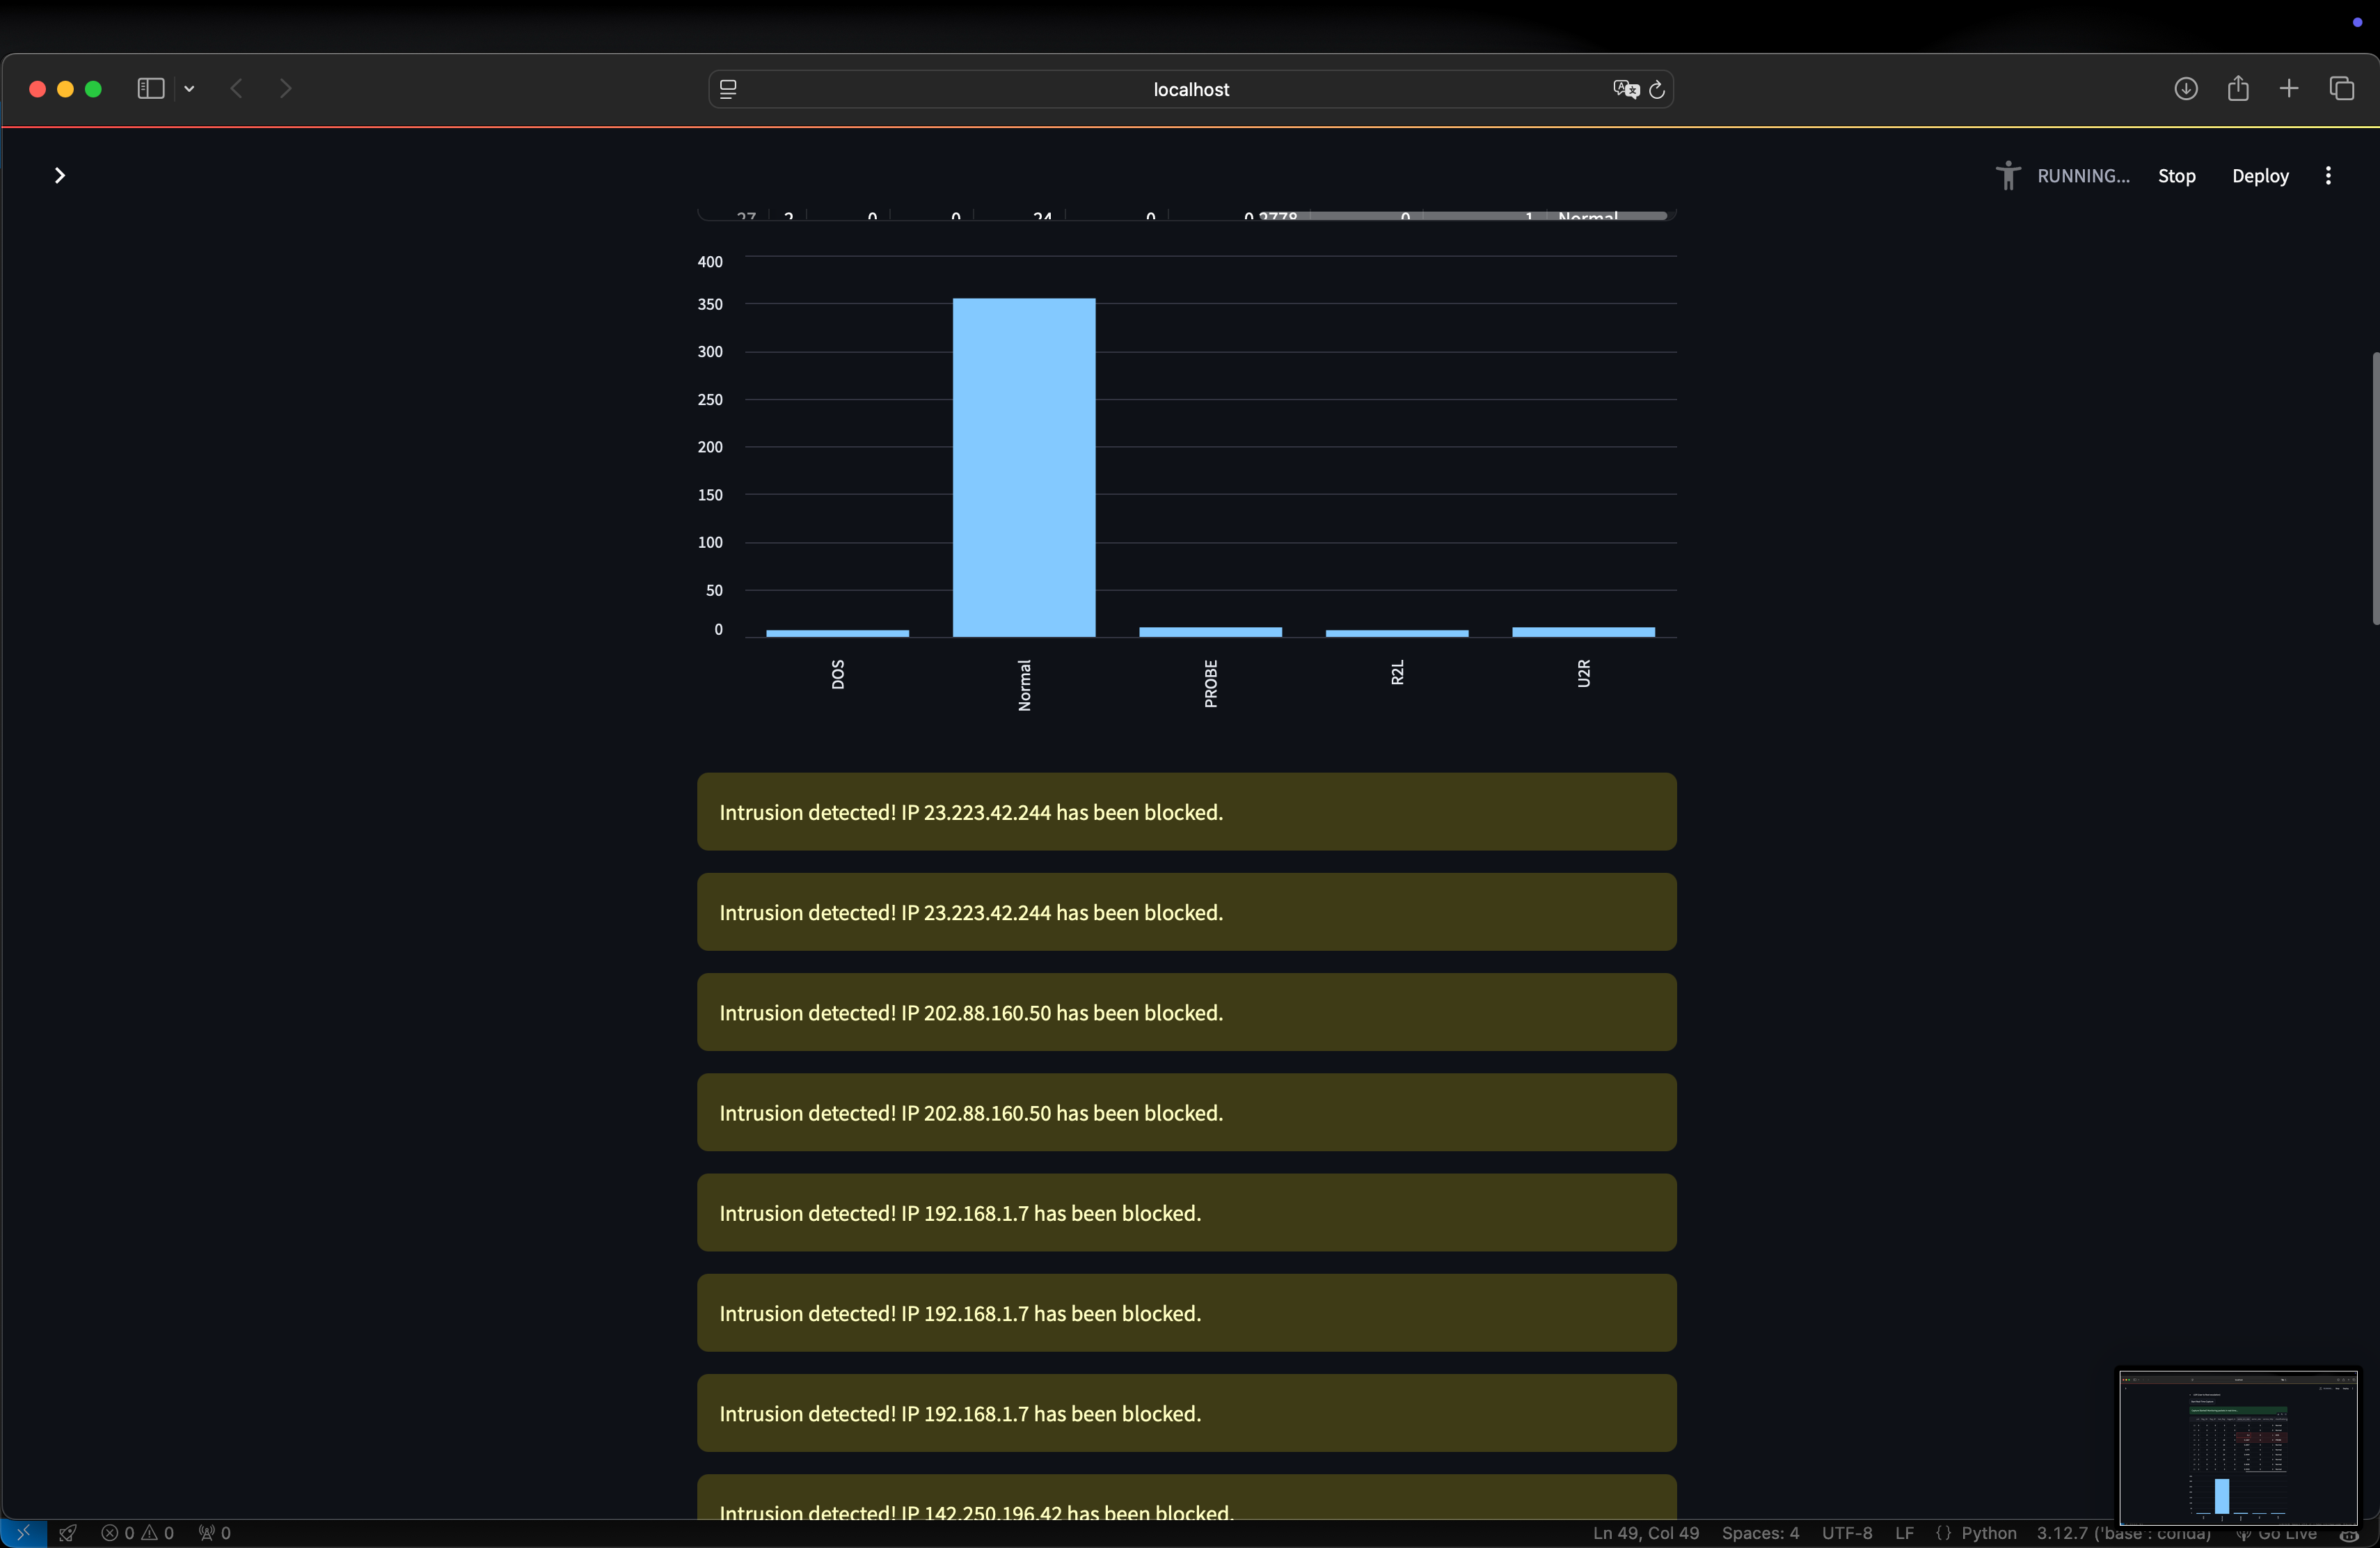 localhost
RUNNING... Stop Deploy
27 2 0 0 24 0 0.2778 0 1 Normal
400
350
300
250
200
150
100
50
0
DOS Normal PROBE R2L U2R
Intrusion detected! IP 23.223.42.244 has been blocked.
Intrusion detected! IP 23.223.42.244 has been blocked.
Intrusion detected! IP 202.88.160.50 has been blocked.
Intrusion detected! IP 202.88.160.50 has been blocked.
Intrusion detected! IP 192.168.1.7 has been blocked.
Intrusion detected! IP 192.168.1.7 has been blocked.
Intrusion detected! IP 192.168.1.7 has been blocked.
Intrusion detected! IP 142.250.196.42 has been blocked.
0 0 0 Ln 49, Col 49 Spaces: 4 UTF-8 LF {} Python 3.12.7 ('base': conda) Go Live